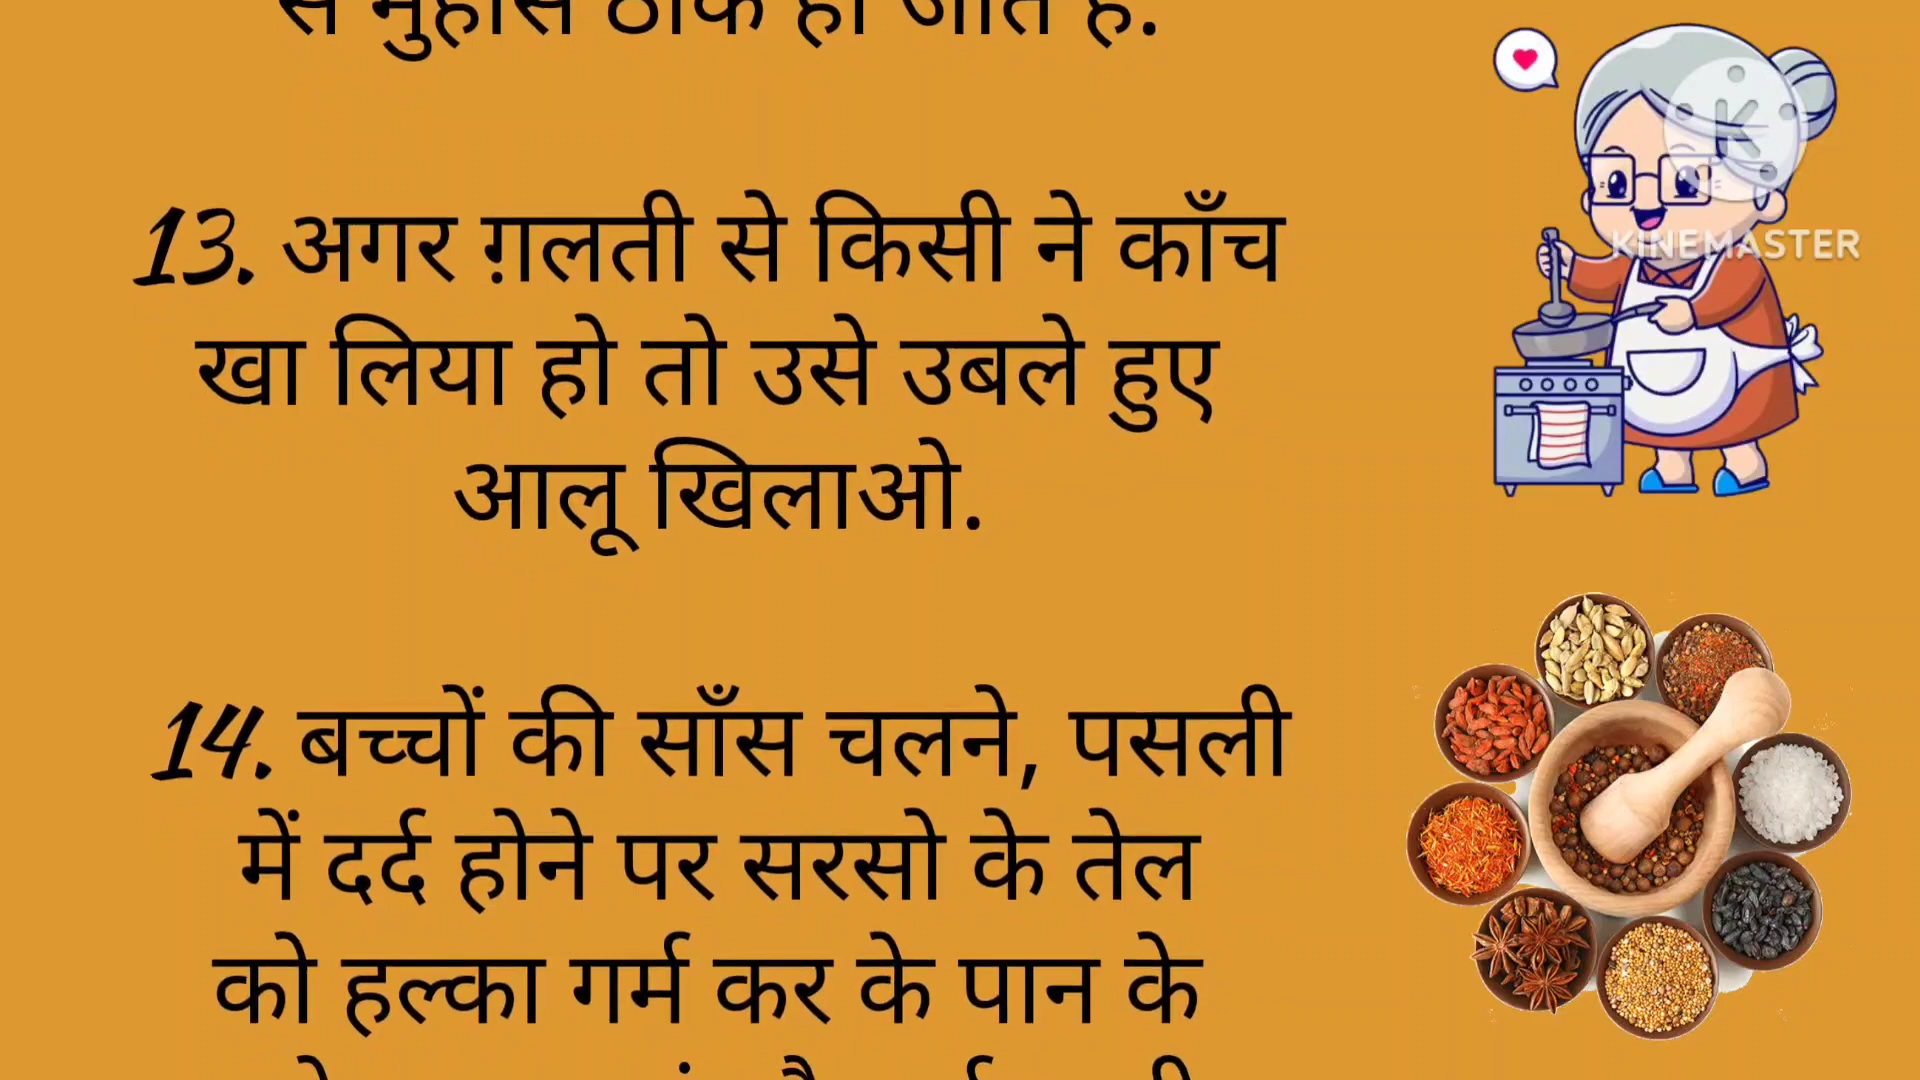 से मुहासे ठीक हो जाते है.
13. अगर ग़लती से किसी ने काँच
खा लिया हो तो उसे उबले हुए
आलू खिलाओ.
14. बच्चों की साँस चलने, पसली
में दर्द होने पर सरसो के तेल
को हल्का गर्म कर के पान के
K
KINEMASTER